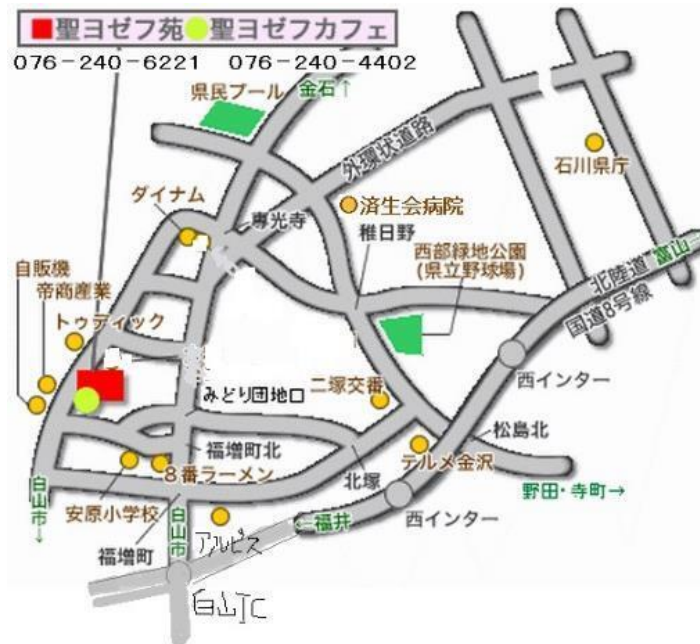 聖ヨゼフ苑 聖ヨゼフカフェ
076-240-6221 076-240-4402
県民プール
金石↑
外環状道路
石川県庁
ダイナム
専光寺
済生会病院
稚日野
西部緑地公園
(県立野球場)
北陸道 富山→
国道8号線
自販機
帝商産業
トゥディック
みどり団地口
二塚交番
西インター
松島北
福増町北
8番ラーメン
北塚
テルメ金沢
野田・寺町→
白山市↓
安原小学校
白山市
西インター
←福井
福増町
アルビス
白山IC